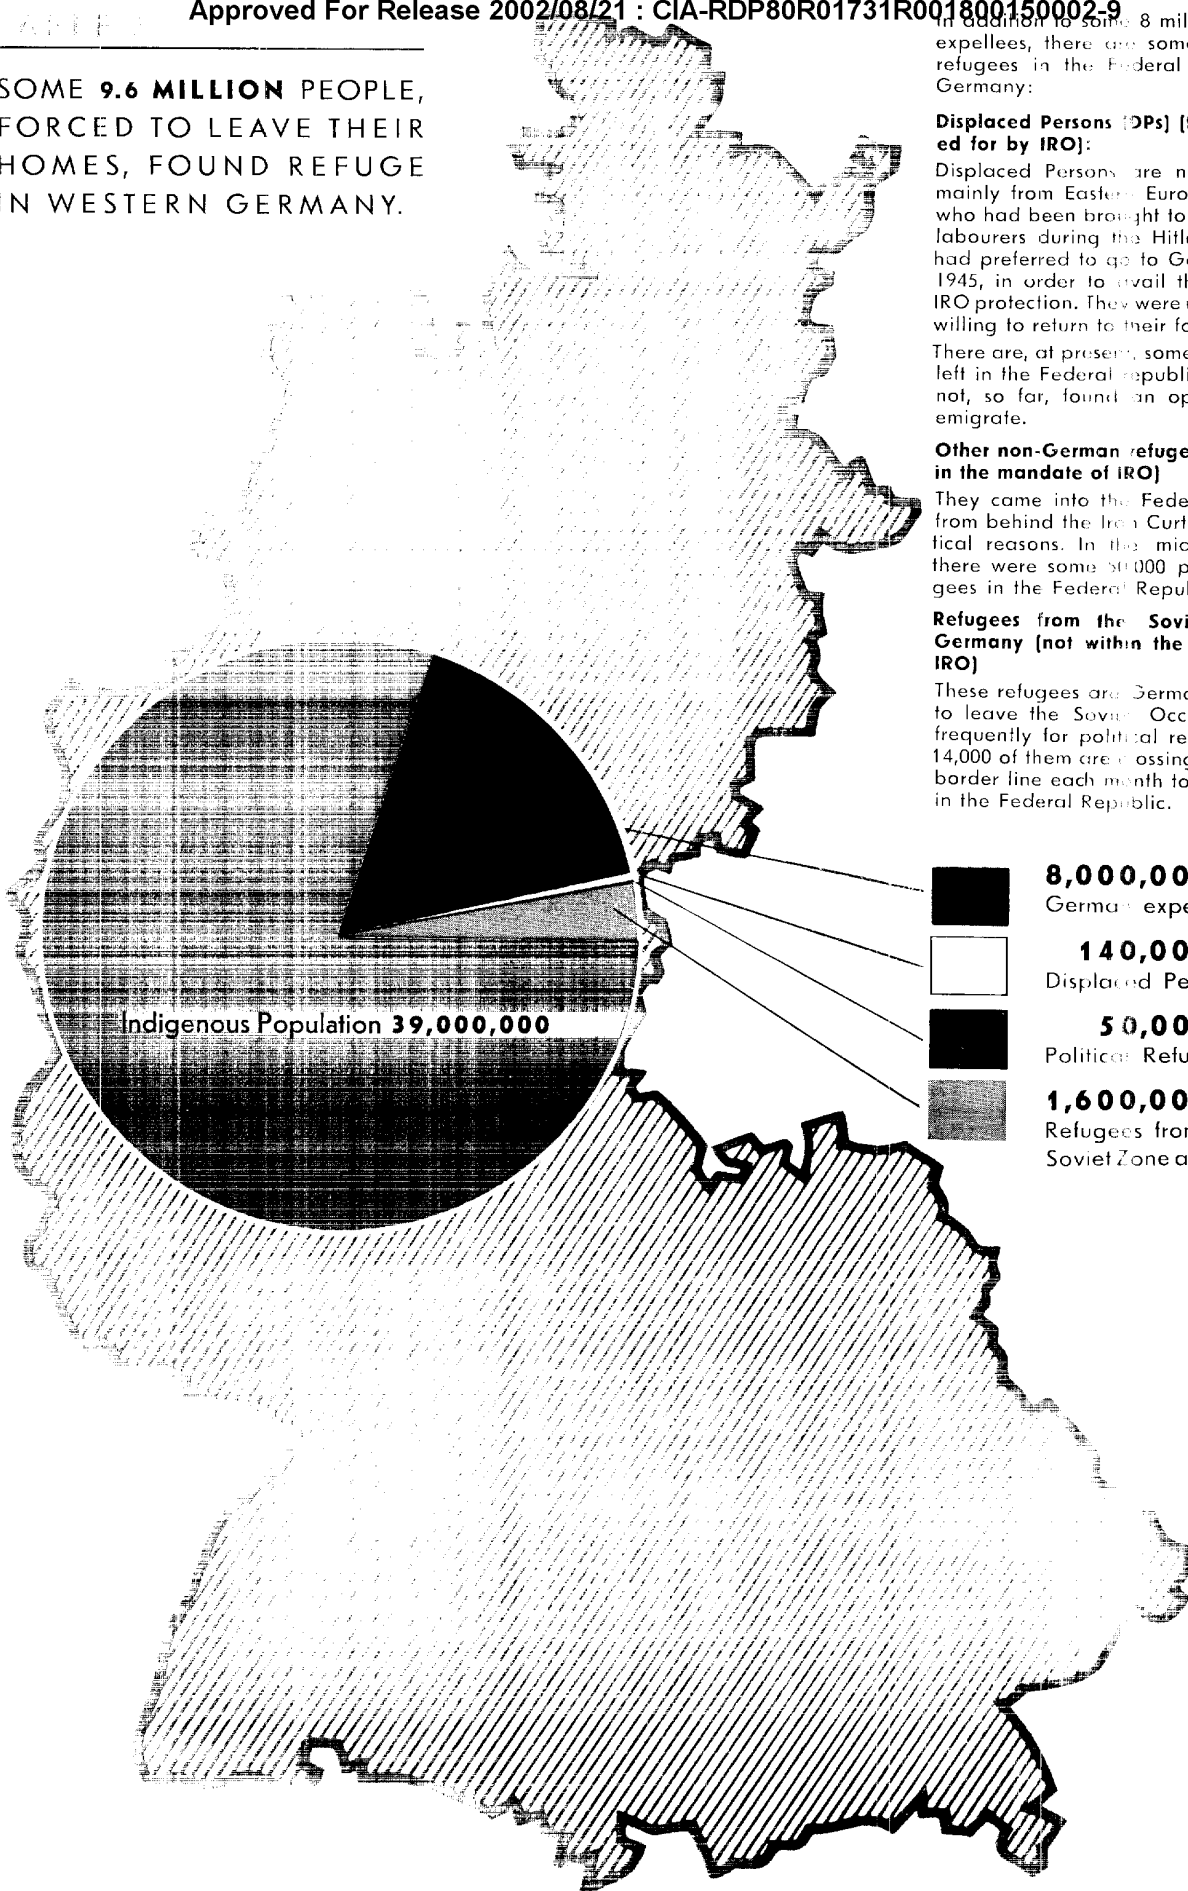 Approved For Release 2002/08/21 : CIA-RDP80R01731R001800150002-9
SOME 9.6 MILLION PEOPLE,
FORCED TO LEAVE THEIR
HOMES, FOUND REFUGE
IN WESTERN GERMANY.
In addition to some 8 mil
expellees, there are some
refugees in the Federal
Germany:
Displaced Persons [DPs]
ed for by IRO]:
Displaced Persons are n
mainly from Eastern Euro
who had been brought to
labourers during the Hitl
had preferred to go to G
1945, in order to avail th
IRO protection. They were
willing to return to their fo
There are, at present, some
left in the Federal republi
not, so far, found an op
emigrate.
Other non-German refuge
in the mandate of IRO]
They came into the Fede
from behind the Iron Curt
tical reasons. In the mid
there were some 50 000 p
gees in the Federal Repu
Refugees from the Sovi
Germany (not within the
IRO)
These refugees are Germa
to leave the Soviet Occ
frequently for political re
14,000 of them are crossing
border line each month to
in the Federal Republic.
8,000,00
German expe
140,00
Displaced Pe
50,00
Political Refu
1,600,00
Refugees from
Soviet Zone a
Indigenous Population 39,000,000